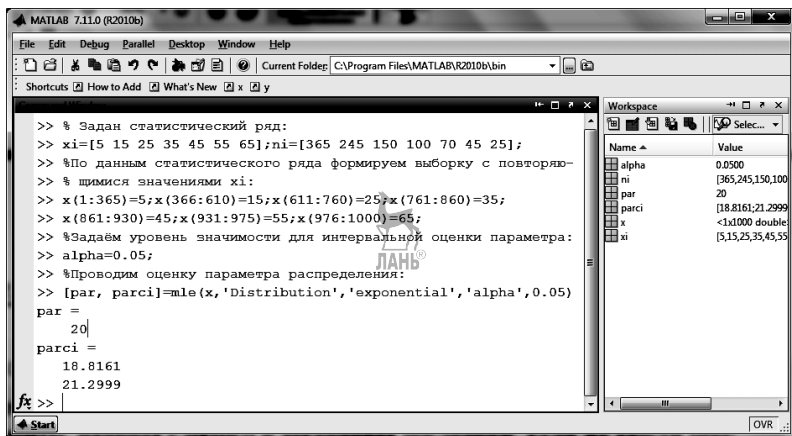 MATLAB 7.11.0 (R2010b)
File Edit Debug Parallel Desktop Window Help
Current Folder: C:\Program Files\MATLAB\R2010b\bin
Shortcuts How to Add What's New x y
Workspace
Selec...
Name Value
alpha 0.0500
ni [365,245,150,100
par 20
parci [18.8161;21.2999
x <1x1000 double:
xi [5,15,25,35,45,55
>> % Задан статистический ряд:
>> xi=[5 15 25 35 45 55 65];ni=[365 245 150 100 70 45 25];
>> %По данным статистического ряда формируем выборку с повторяю-
>> % щимися значениями xi:
>> x(1:365)=5;x(366:610)=15;x(611:760)=25;x(761:860)=35;
>> x(861:930)=45;x(931:975)=55;x(976:1000)=65;
>> %Задаём уровень значимости для интервальной оценки параметра:
>> alpha=0.05;
>> %Проводим оценку параметра распределения:
>> [par, parci]=mle(x,'Distribution','exponential','alpha',0.05)
par =
20
parci =
18.8161
21.2999
fx >>
ЛАНЬ®
Start
OVR